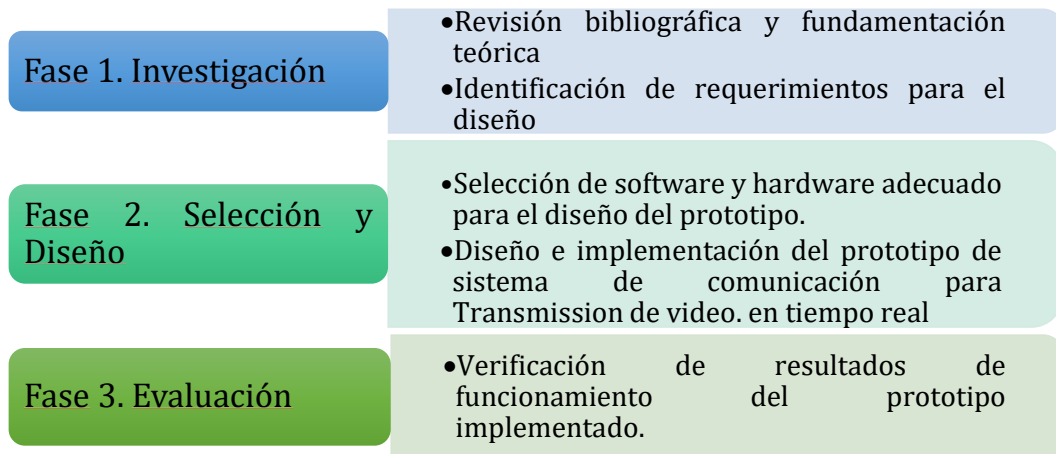 Fase 1. Investigación
•Revisión bibliográfica y fundamentación
teórica
•Identificación de requerimientos para el
diseño
Fase 2. Selección y
Diseño
•Selección de software y hardware adecuado
para el diseño del prototipo.
•Diseño e implementación del prototipo de
sistema de comunicación para
Transmission de video. en tiempo real
Fase 3. Evaluación
•Verificación de resultados de
funcionamiento del prototipo
implementado.